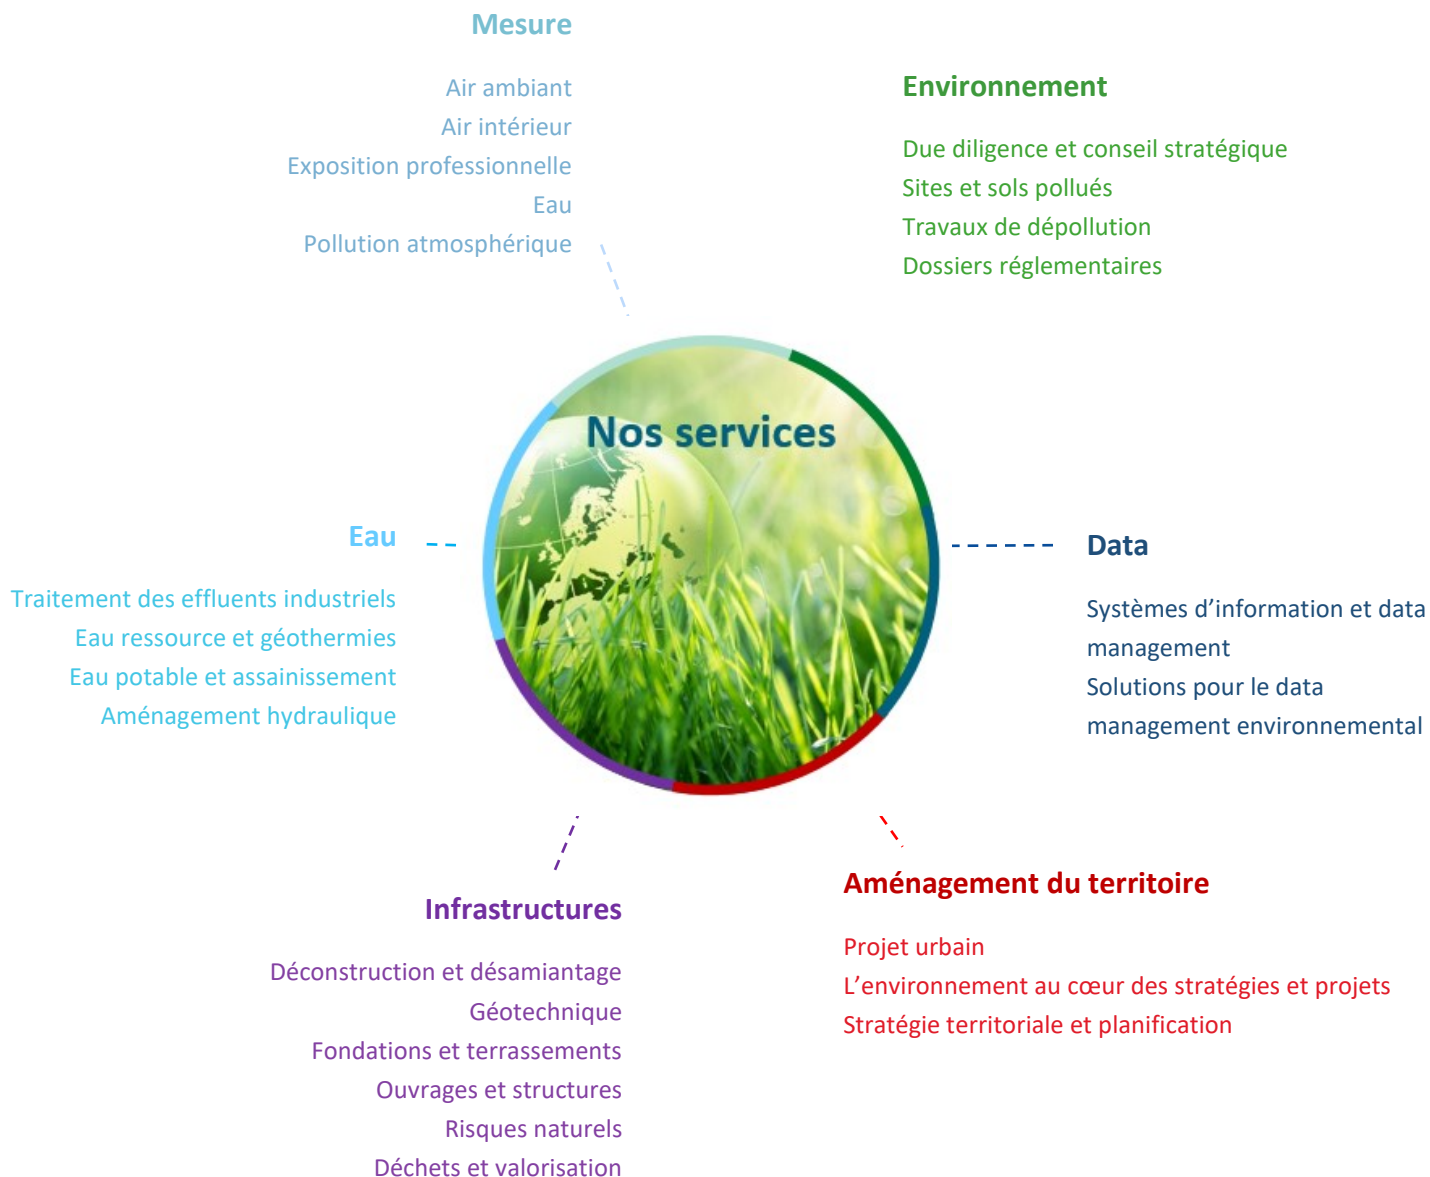 Mesure
Air ambiant
Air intérieur
Exposition professionnelle
Eau
Pollution atmosphérique
Environnement
Due diligence et conseil stratégique
Sites et sols pollués
Travaux de dépollution
Dossiers réglementaires
Nos services
Eau
Traitement des effluents industriels
Eau ressource et géothermies
Eau potable et assainissement
Aménagement hydraulique
Data
Systèmes d’information et data
management
Solutions pour le data
management environnemental
Infrastructures
Déconstruction et désamiantage
Géotechnique
Fondations et terrassements
Ouvrages et structures
Risques naturels
Déchets et valorisation
Aménagement du territoire
Projet urbain
L’environnement au cœur des stratégies et projets
Stratégie territoriale et planification